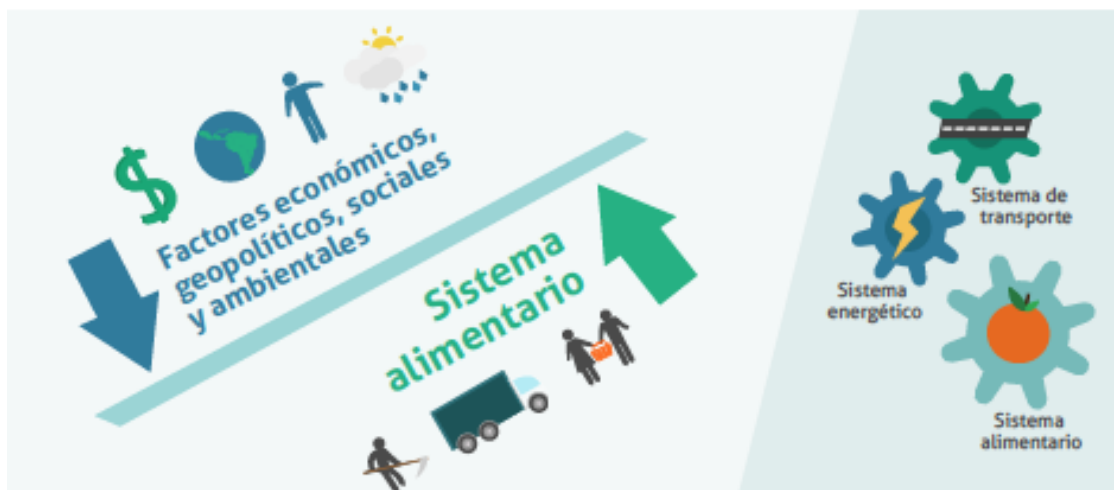 Factores económicos,
geopolíticos, sociales
y ambientales
Sistema
alimentario
Sistema de
transporte
Sistema
energético
Sistema
alimentario